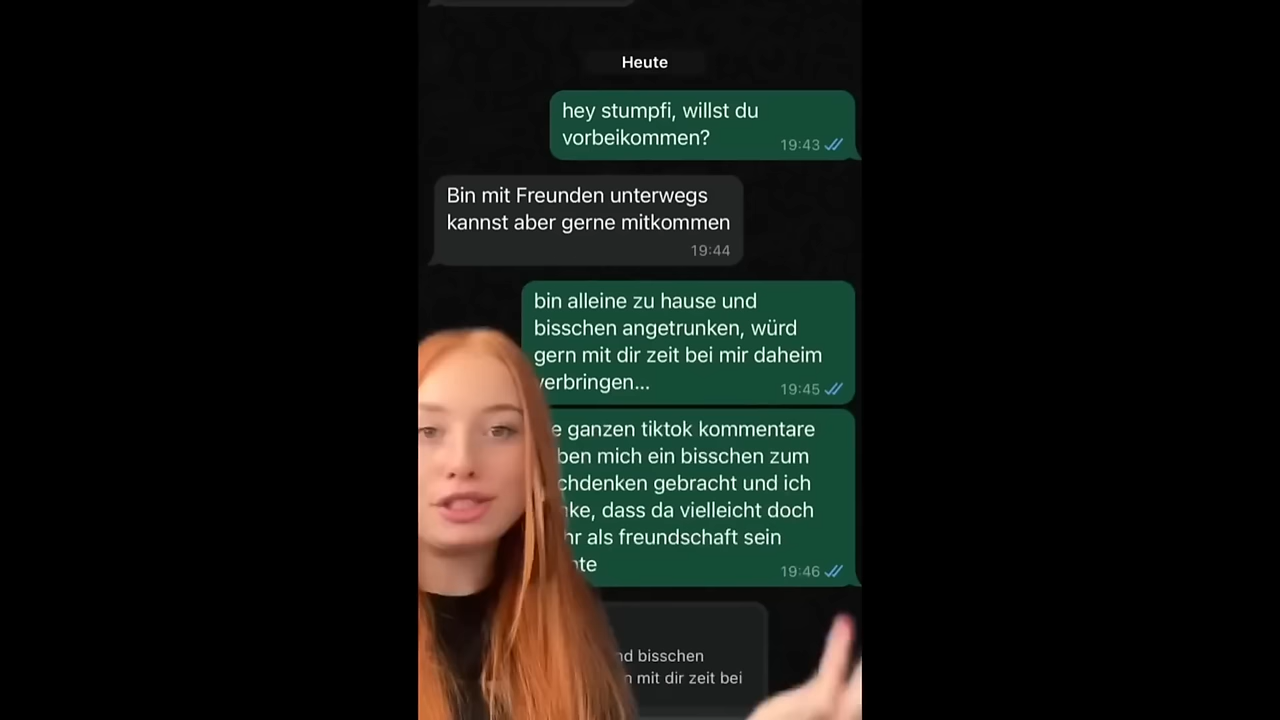 Heute
hey stumpfi, willst du
vorbeikommen?
19:43
Bin mit Freunden unterwegs
kannst aber gerne mitkommen
19:44
bin alleine zu hause und
bisschen angetrunken, würd
gern mit dir zeit bei mir daheim
verbringen...
19:45
ganzen tiktok kommentare
mich ein bisschen zum
gebracht und ich
dass da vielleicht doch
als freundschaft sein
19:46
bisschen
mit dir zeit bei